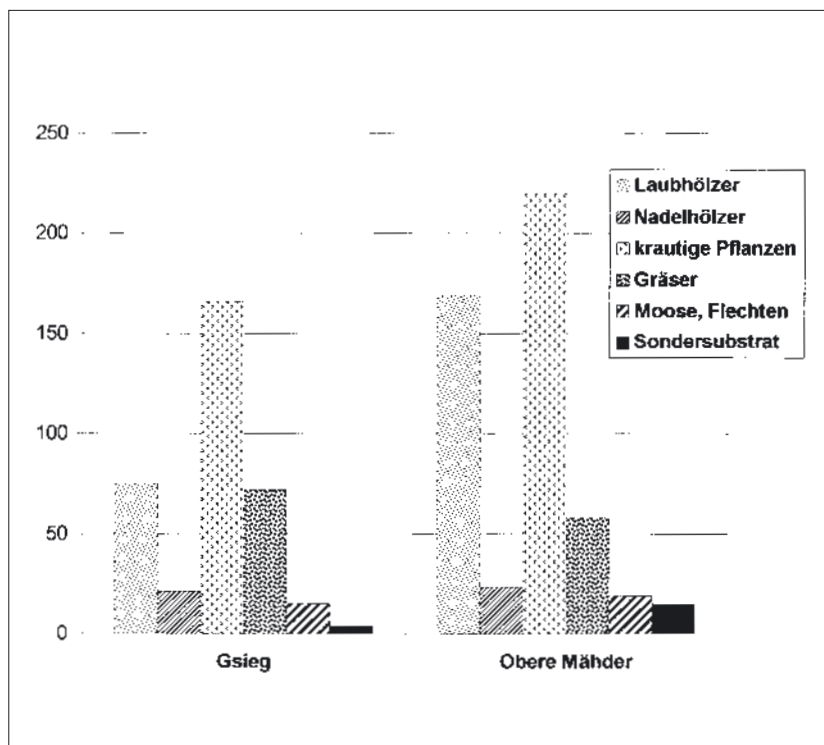 250
200
150
100
50
0
Laubhölzer
Nadelhölzer
krautige Pflanzen
Gräser
Moose, Flechten
Sondersubstrat
Gsieg
Obere Mähder